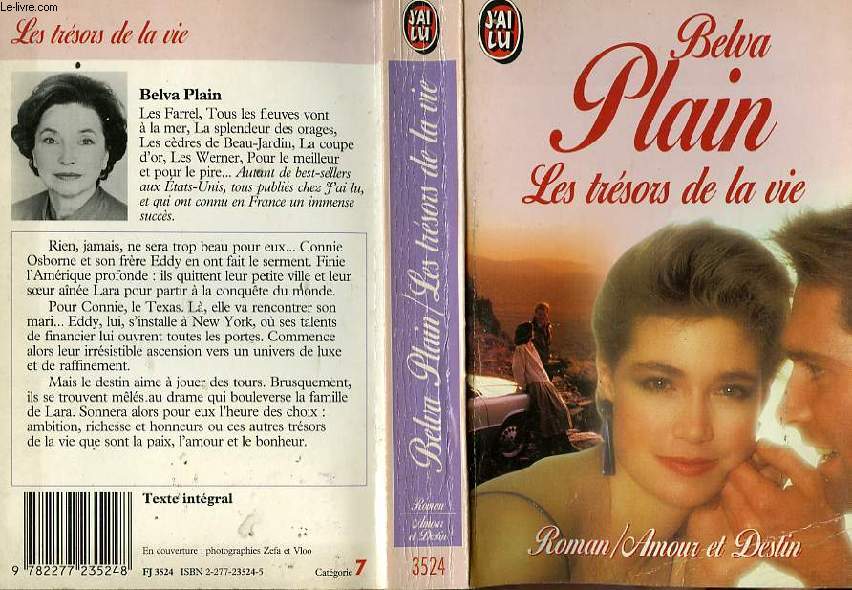 Le-livre.com
Les trésors de la vie
Belva Plain
Les Farrel, Tous les fleuves vont
à la mer, La splendeur des orages,
Les cèdres de Beau-Jardin, La coupe
d'or, Les Werner, Pour le meilleur
et pour le pire... Autant de best-sellers
aux États-Unis, tous publiés chez J'ai lu,
et qui ont connu en France un immense
succès.
Rien, jamais, ne sera trop beau pour eux... Connie
Osborne et son frère Eddy en ont fait le serment. Finie
l'Amérique profonde : ils quittent leur petite ville et leur
sœur aînée Lara pour partir à la conquête du monde.
Pour Connie, le Texas. Là, elle va rencontrer son
mari... Eddy, lui, s'installe à New York, où ses talents
de financier lui ouvrent toutes les portes. Commence
alors leur irrésistible ascension vers un univers de luxe
et de raffinement.
Mais le destin aime à jouer des tours. Brusquement,
ils se trouvent mêlés au drame qui bouleverse la famille
de Lara. Sonnera alors pour eux l'heure des choix :
ambition, richesse et honneurs ou ces autres trésors
de la vie que sont la paix, l'amour et le bonheur.
Texte intégral
En couverture : photographies Zefa et Vloo
9 782277 235248
FJ 3524 ISBN 2-277-23524-5
Catégorie 7
J'AI
LU
Belva Plain/Les trésors de la vie
Roman
Amour
et Destin
3524
J'AI
LU
Belva
Plain
Les trésors de la vie
Roman/Amour et Destin